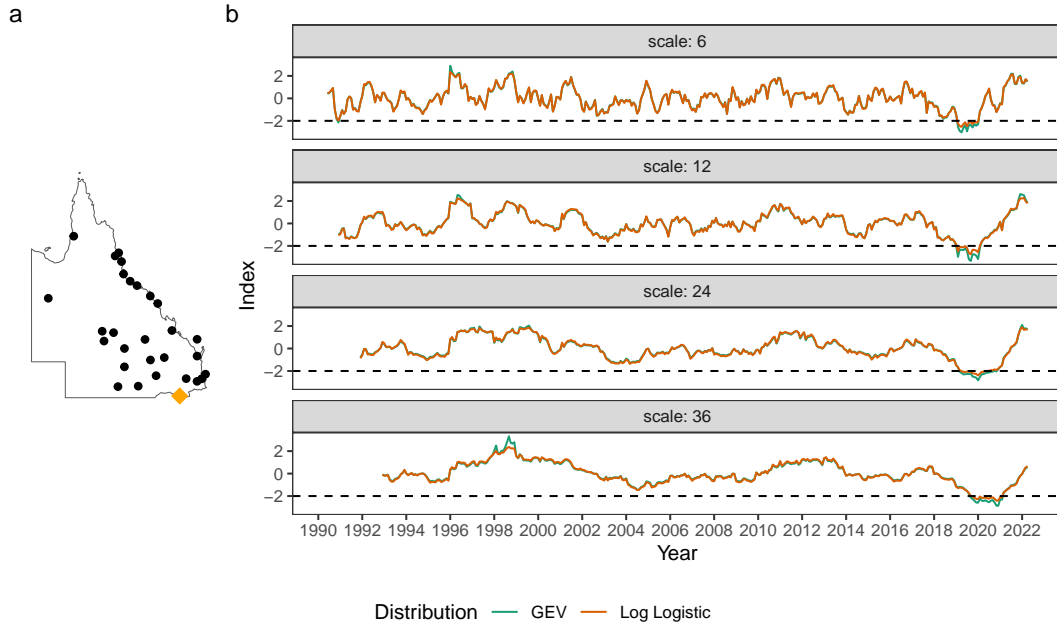 a
b
scale: 6
2
0
−2
scale: 12
2
0
−2
scale: 24
2
0
−2
scale: 36
2
0
−2
Index
1990 1992 1994 1996 1998 2000 2002 2004 2006 2008 2010 2012 2014 2016 2018 2020 2022
Year
Distribution GEV Log Logistic